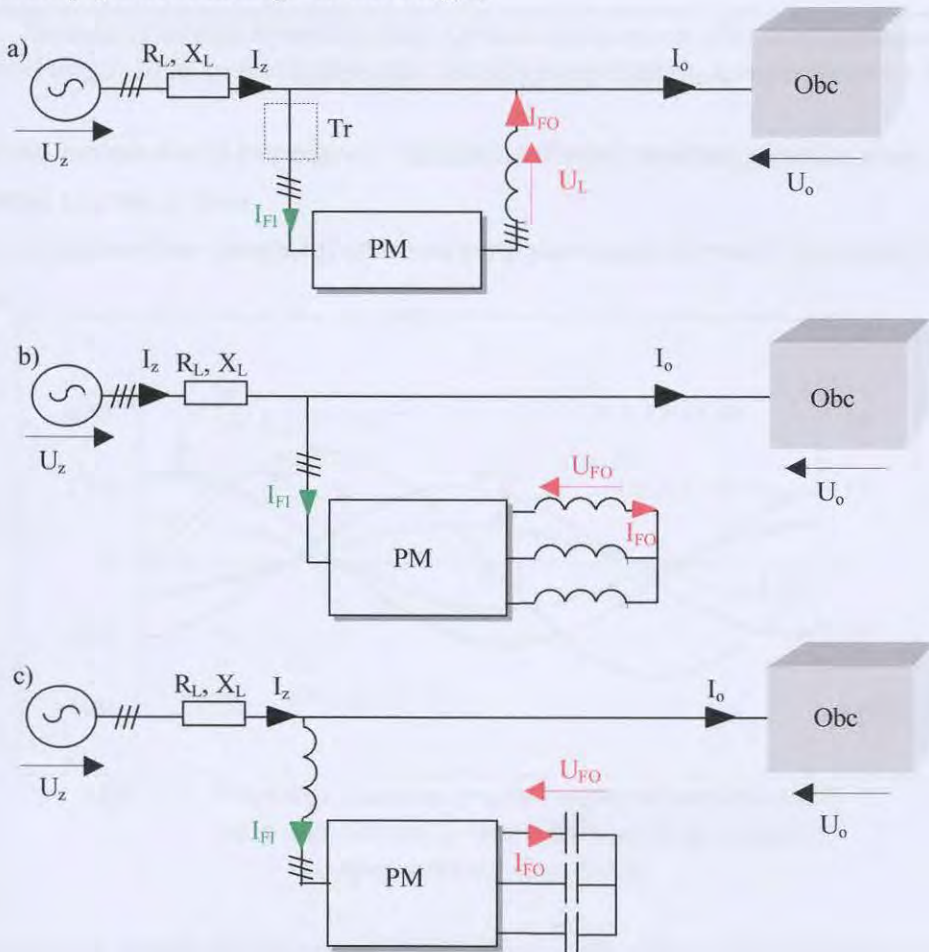 a)
R_L, X_L
I_z
I_o
Obc
U_z
Tr
I_FI
PM
I_FO
U_L
U_o
b)
I_z
R_L, X_L
I_o
Obc
U_z
I_FI
PM
U_FO
I_FO
U_o
c)
R_L, X_L
I_z
I_o
Obc
U_z
I_FI
PM
U_FO
I_FO
U_o